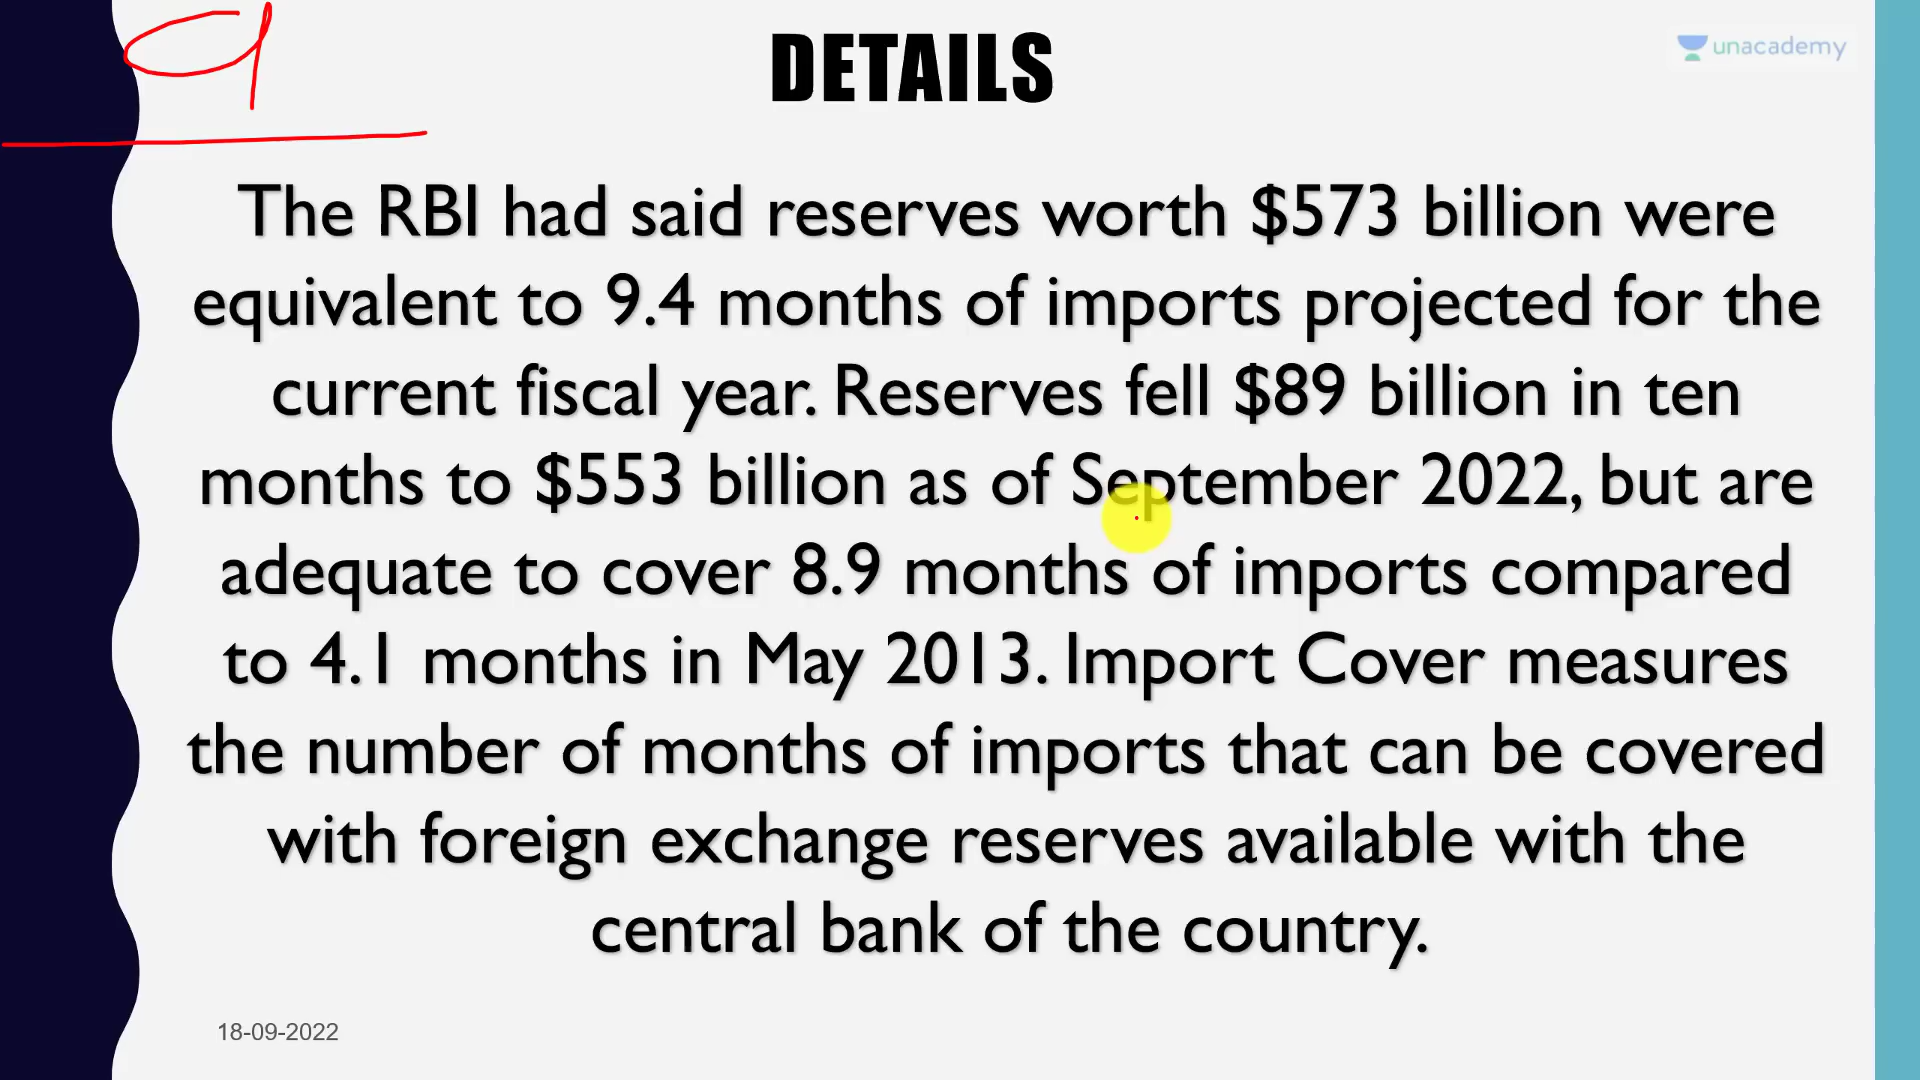 9
DETAILS
unacademy
The RBI had said reserves worth $573 billion were
equivalent to 9.4 months of imports projected for the
current fiscal year. Reserves fell $89 billion in ten
months to $553 billion as of September 2022, but are
adequate to cover 8.9 months of imports compared
to 4.1 months in May 2013. Import Cover measures
the number of months of imports that can be covered
with foreign exchange reserves available with the
central bank of the country.
18-09-2022